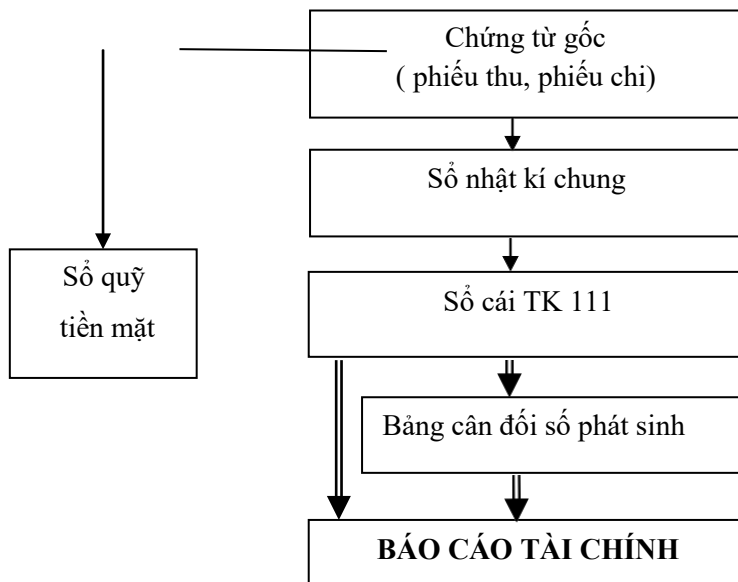 Chứng từ gốc
( phiếu thu, phiếu chi)
Sổ nhật kí chung
Sổ quỹ
tiền mặt
Sổ cái TK 111
Bảng cân đối số phát sinh
BÁO CÁO TÀI CHÍNH